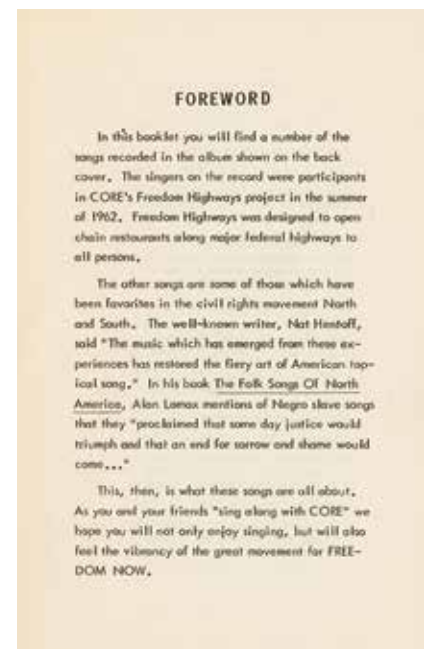 FOREWORD
In this booklet you will find a number of the
songs recorded in the album shown on the back
cover. The singers on the record were participants
in CORE's Freedom Highways project in the summer
of 1962. Freedom Highways was designed to open
chain restaurants along major federal highways to
all persons.
The other songs are some of those which have
been favorites in the civil rights movement North
and South. The well-known writer, Nat Hentoff,
said "The music which has emerged from these ex-
periences has restored the fiery art of American top-
ical song." In his book The Folk Songs Of North
America, Alan Lomax mentions of Negro slave songs
that they "proclaimed that some day justice would
triumph and that an end for sorrow and shame would
come..."
This, then, is what these songs are all about.
As you and your friends "sing along with CORE" we
hope you will not only enjoy singing, but will also
feel the vibrancy of the great movement for FREE-
DOM NOW.